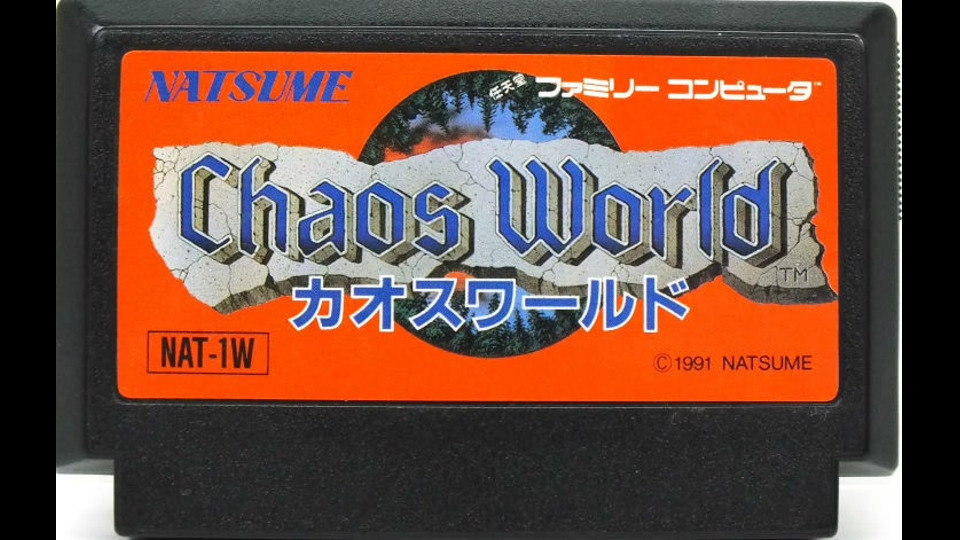 NATSUME
任天堂 ファミリー コンピュータ™
Chaos World
TM
カオスワールド
NAT-1W
©1991 NATSUME